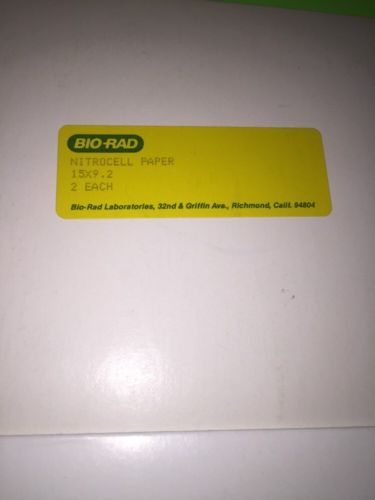 BIO-RAD
NITROCELL PAPER
15X9.2
2 EACH
Bio-Rad Laboratories, 32nd & Griffin Ave., Richmond, Calif. 94804